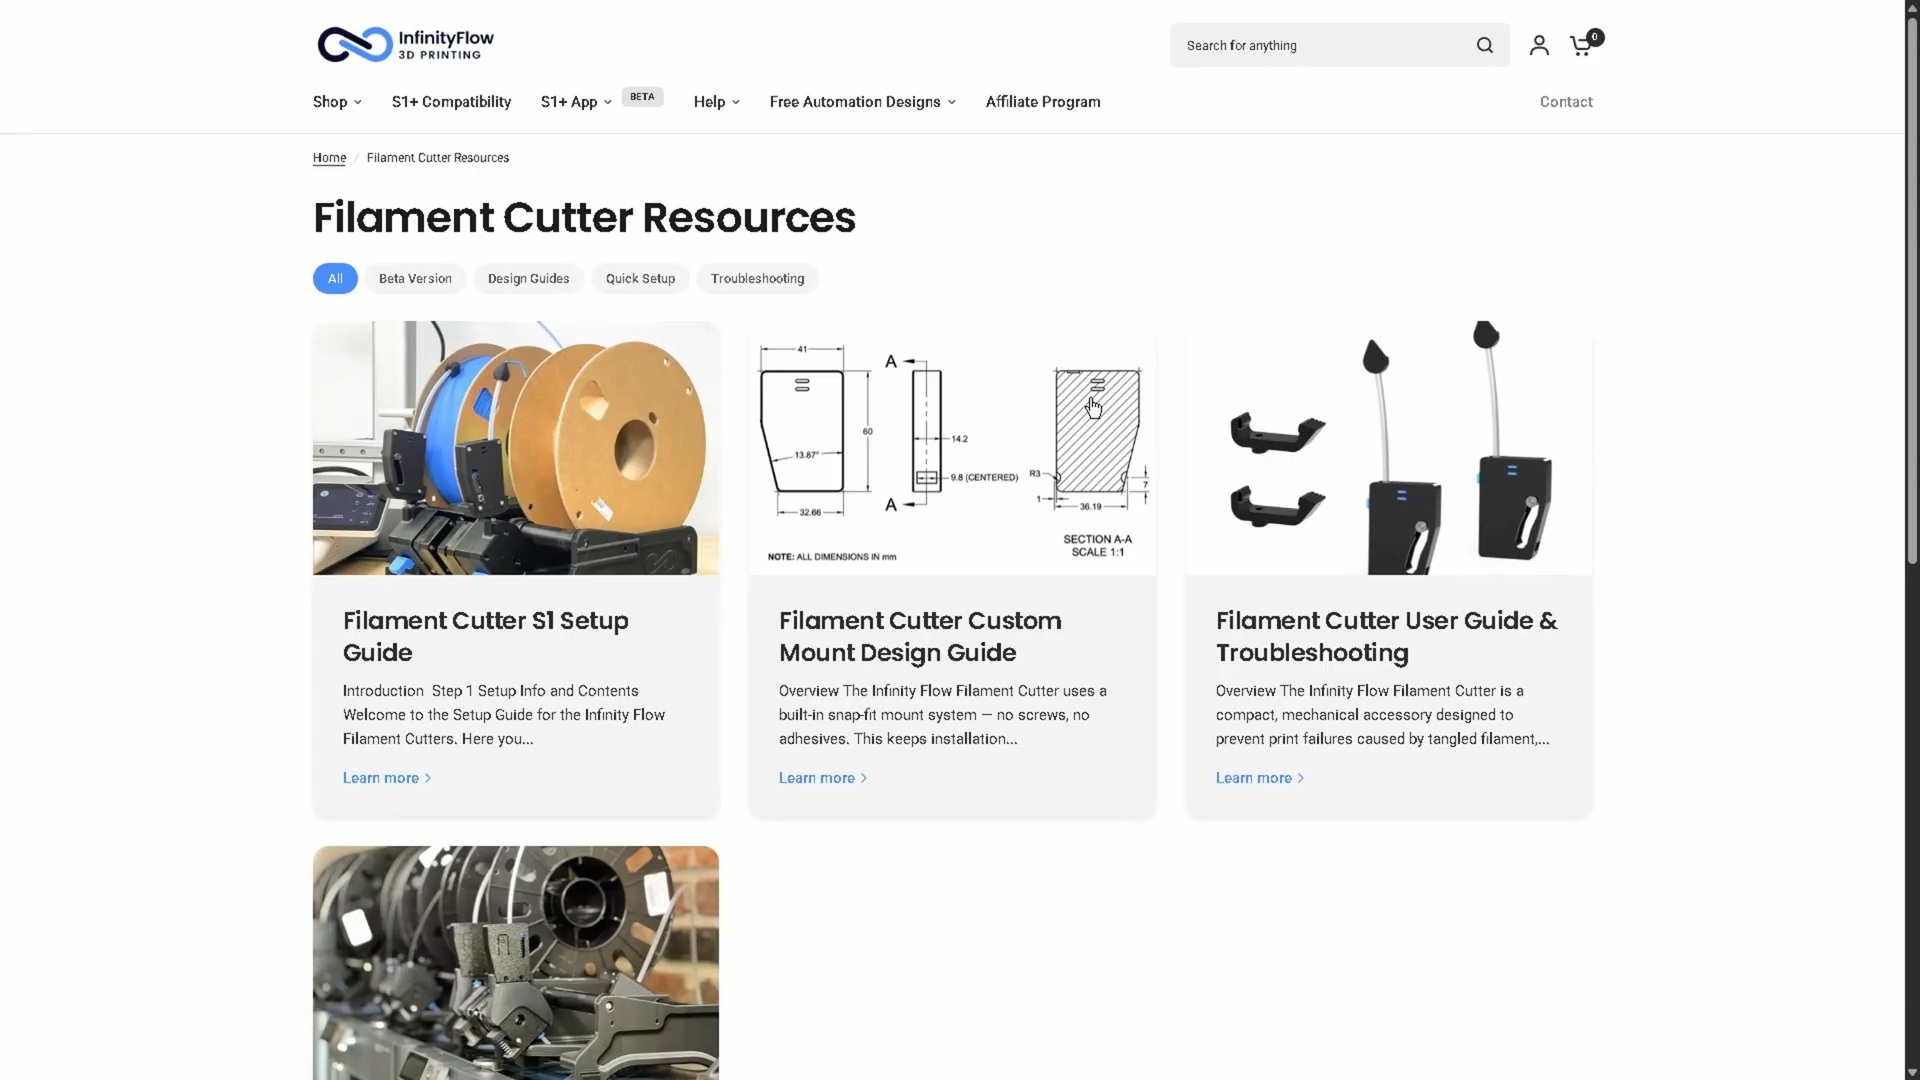 InfinityFlow
3D PRINTING
Search for anything
0
Shop
S1+ Compatibility
S1+ App
BETA
Help
Free Automation Designs
Affiliate Program
Contact
Home / Filament Cutter Resources
Filament Cutter Resources
All
Beta Version
Design Guides
Quick Setup
Troubleshooting
41
60
13.87°
32.66
A
A
14.2
9.8 (CENTERED)
R3
1
7
36.19
SECTION A-A
SCALE 1:1
NOTE: ALL DIMENSIONS IN mm
Filament Cutter S1 Setup
Guide
Introduction Step 1 Setup Info and Contents
Welcome to the Setup Guide for the Infinity Flow
Filament Cutters. Here you...
Learn more
Filament Cutter Custom
Mount Design Guide
Overview The Infinity Flow Filament Cutter uses a
built-in snap-fit mount system — no screws, no
adhesives. This keeps installation...
Learn more
Filament Cutter User Guide &
Troubleshooting
Overview The Infinity Flow Filament Cutter is a
compact, mechanical accessory designed to
prevent print failures caused by tangled filament,...
Learn more